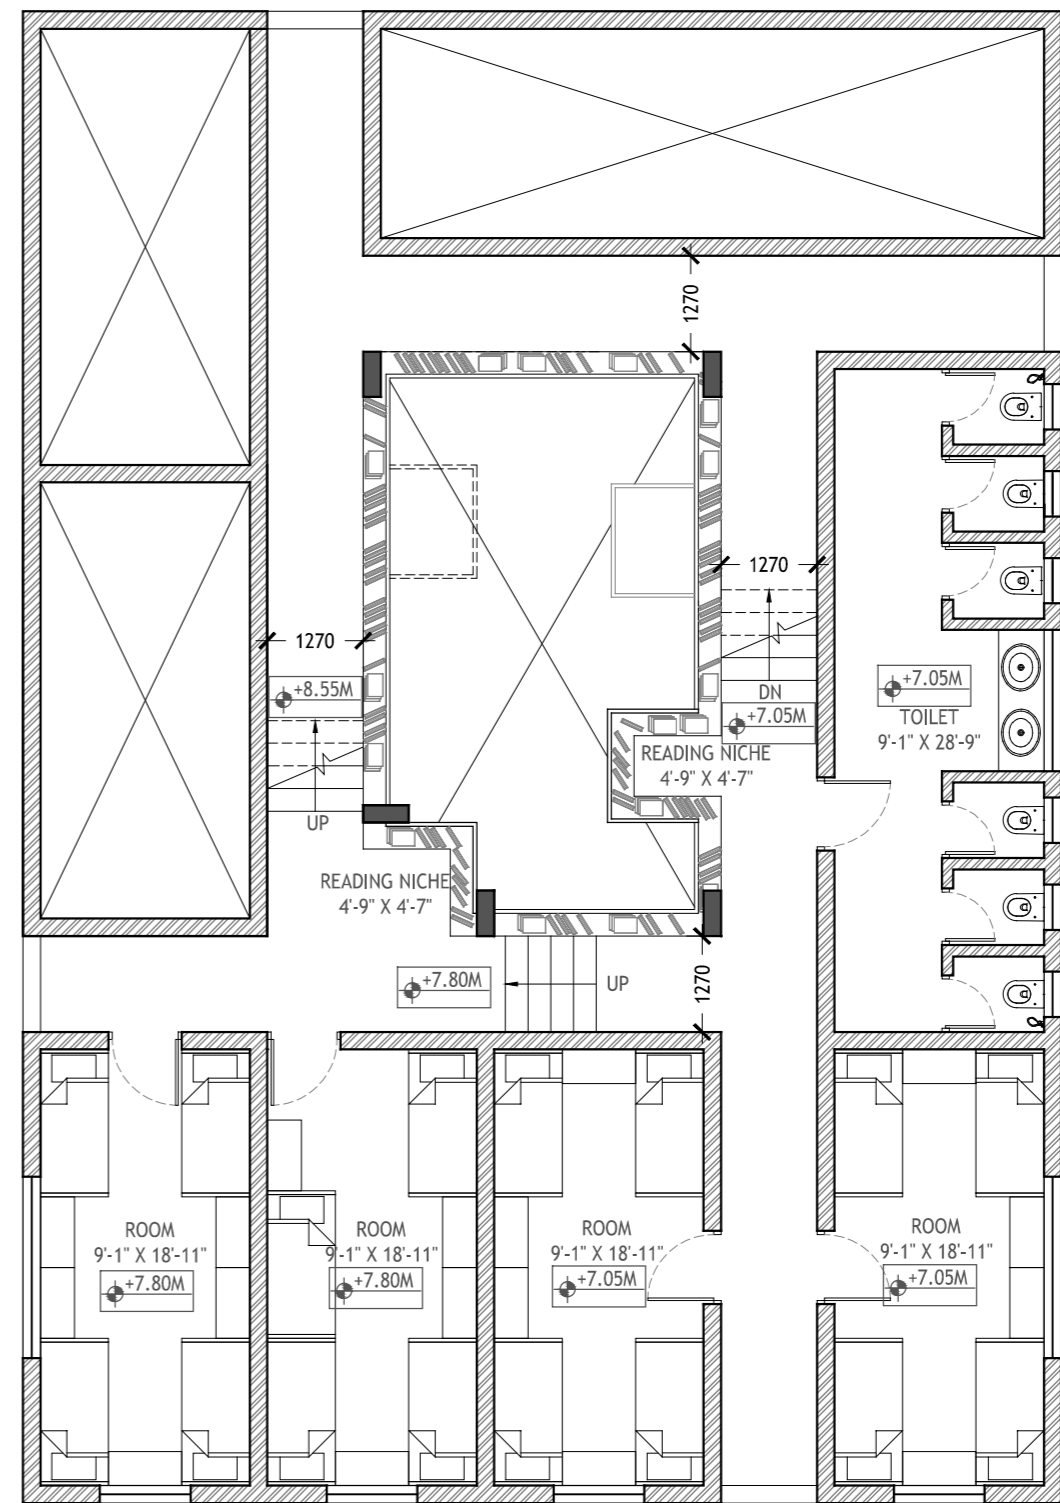 1270
1270
1270
+8.55M
UP
DN
+7.05M
+7.05M
TOILET
9'-1" X 28'-9"
READING NICHE
4'-9" X 4'-7"
READING NICHE
4'-9" X 4'-7"
+7.80M
UP
1270
ROOM
9'-1" X 18'-11"
+7.80M
ROOM
9'-1" X 18'-11"
+7.80M
ROOM
9'-1" X 18'-11"
+7.05M
ROOM
9'-1" X 18'-11"
+7.05M